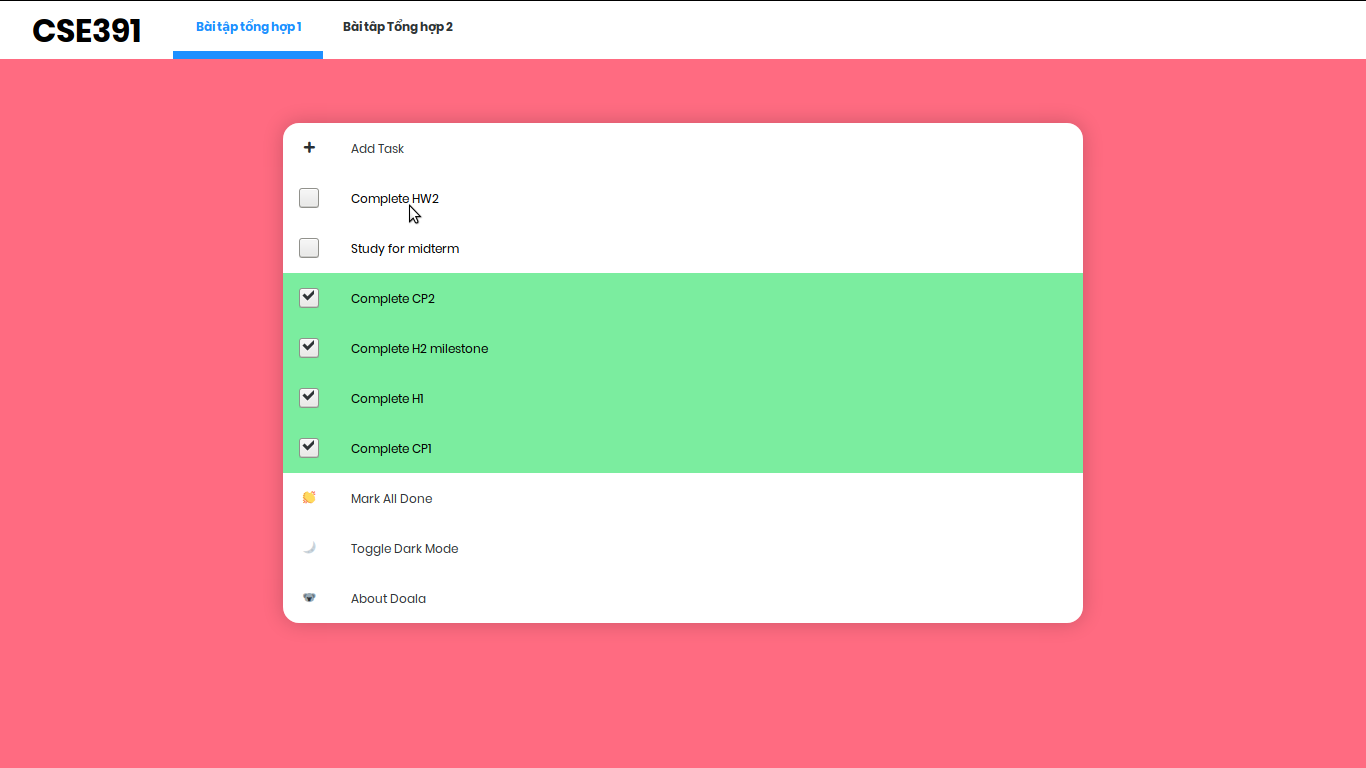 CSE391
Bài tập tổng hợp 1
Bài tâp Tổng hợp 2
Add Task
Complete HW2
Study for midterm
Complete CP2
Complete H2 milestone
Complete H1
Complete CP1
Mark All Done
Toggle Dark Mode
About Doala